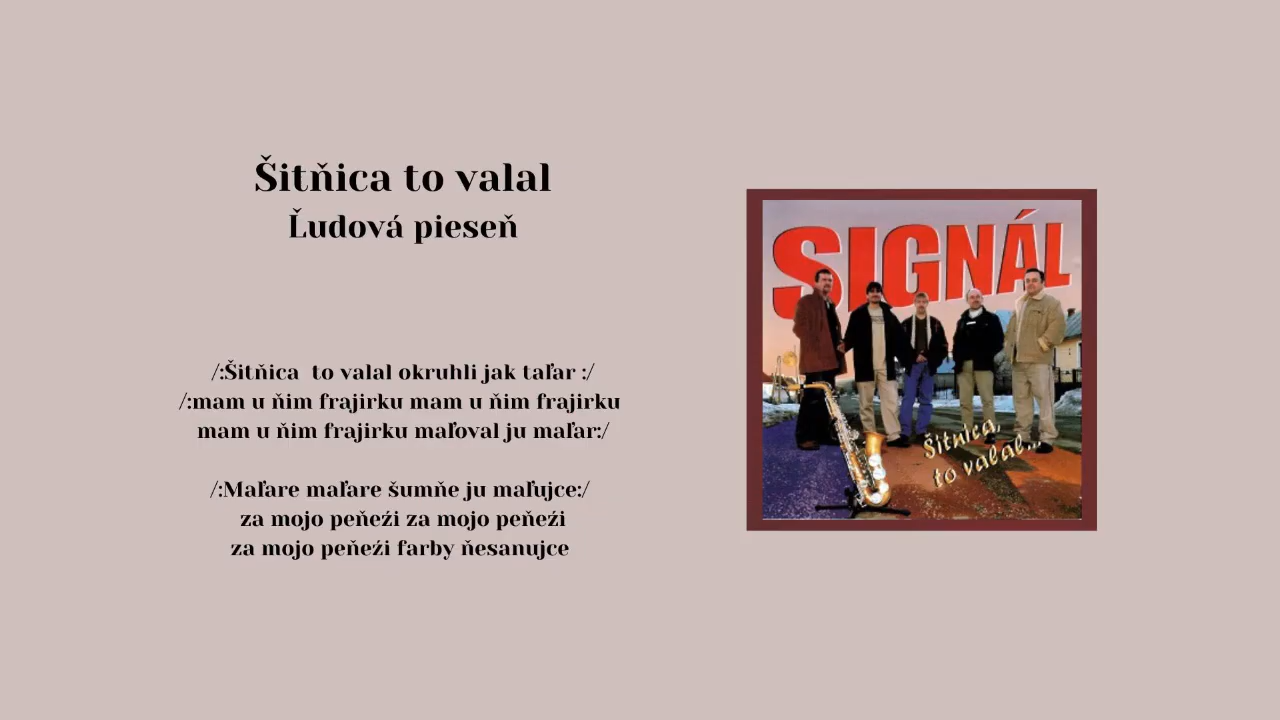 Šitňica to valal
Ľudová pieseň
/:Šitňica  to valal okruhli jak taľar :/
/:mam u ňim frajirku mam u ňim frajirku
mam u ňim frajirku maľoval ju maľar:/
/:Maľare maľare šumňe ju maľujce:/
za mojo peňeźi za mojo peňeźi
za mojo peňeźi farby ňesanujce
SIGNÁL
Šitnica,
to valal...